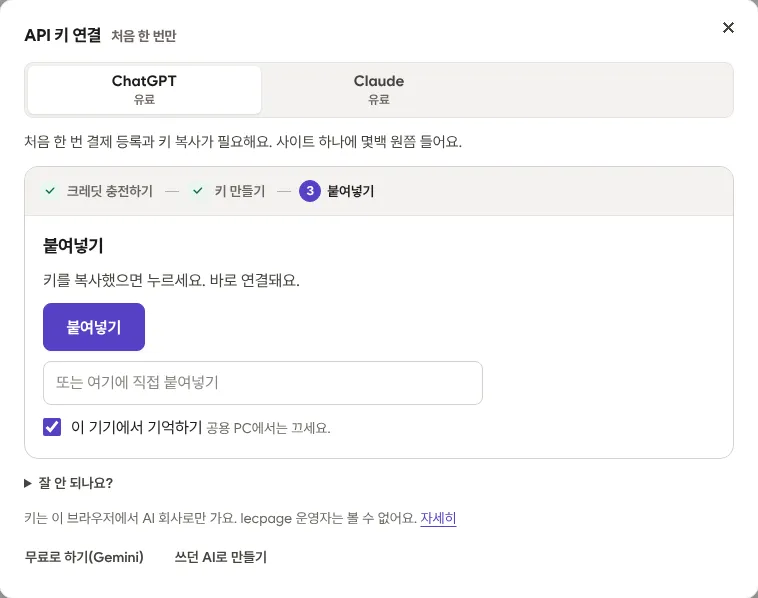 API 키 연결 처음 한 번만
ChatGPT
유료
Claude
유료
처음 한 번 결제 등록과 키 복사가 필요해요. 사이트 하나에 몇백 원쯤 들어요.
크레딧 충전하기 — 키 만들기 — 3 붙여넣기
붙여넣기
키를 복사했으면 누르세요. 바로 연결돼요.
붙여넣기
또는 여기에 직접 붙여넣기
이 기기에서 기억하기 공용 PC에서는 끄세요.
잘 안 되나요?
키는 이 브라우저에서 AI 회사로만 가요. lecpage 운영자는 볼 수 없어요. 자세히
무료로 하기(Gemini) 쓰던 AI로 만들기